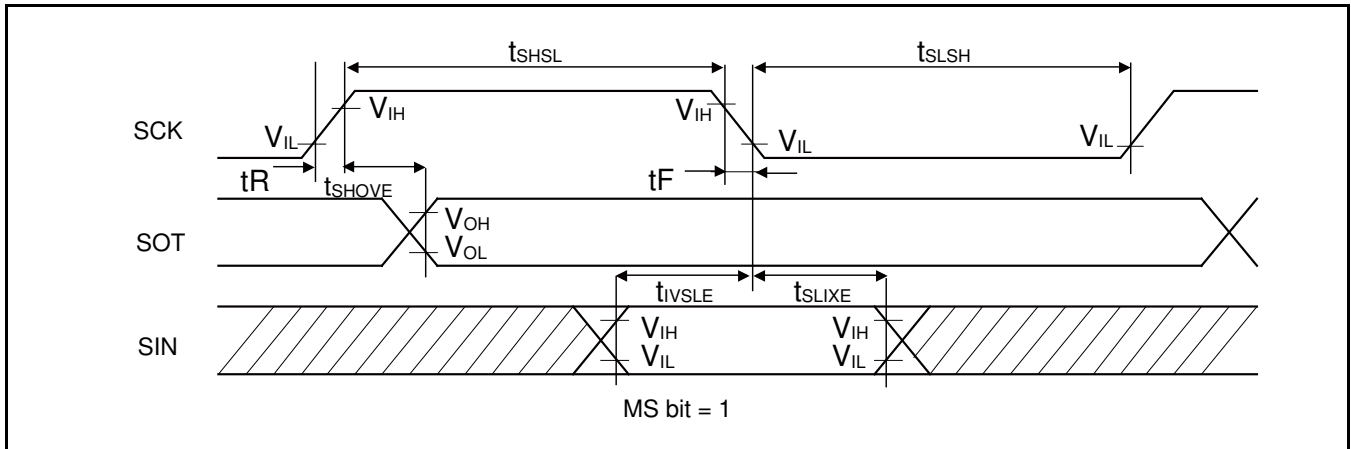 tSHSL tSLSH
VIH VIH
SCK VIL VIL VIL
tR tSHOVE tF
VOH
SOT VOL
tIVSLE tSLIXE
VIH VIH
SIN
VIL VIL
MS bit = 1